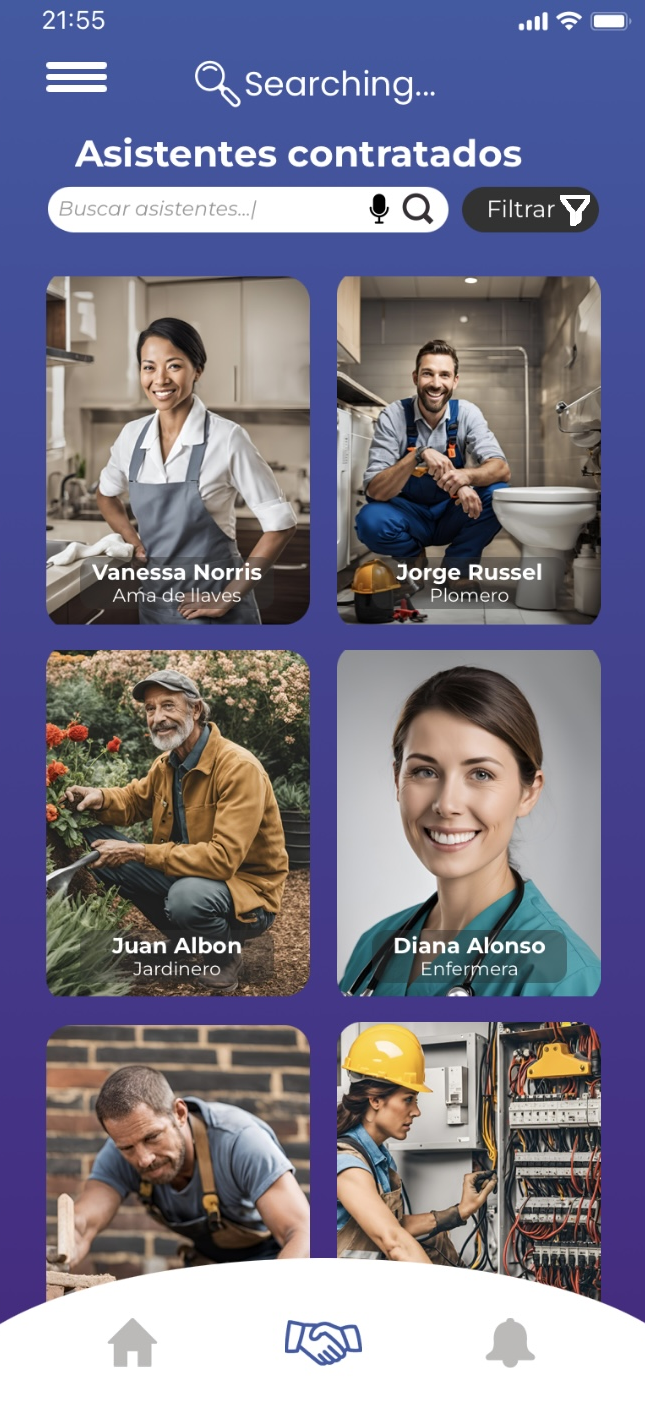 21:55
Searching...
Asistentes contratados
Buscar asistentes...|
Filtrar
Vanessa Norris
Ama de llaves
Jorge Russel
Plomero
Juan Albon
Jardinero
Diana Alonso
Enfermera